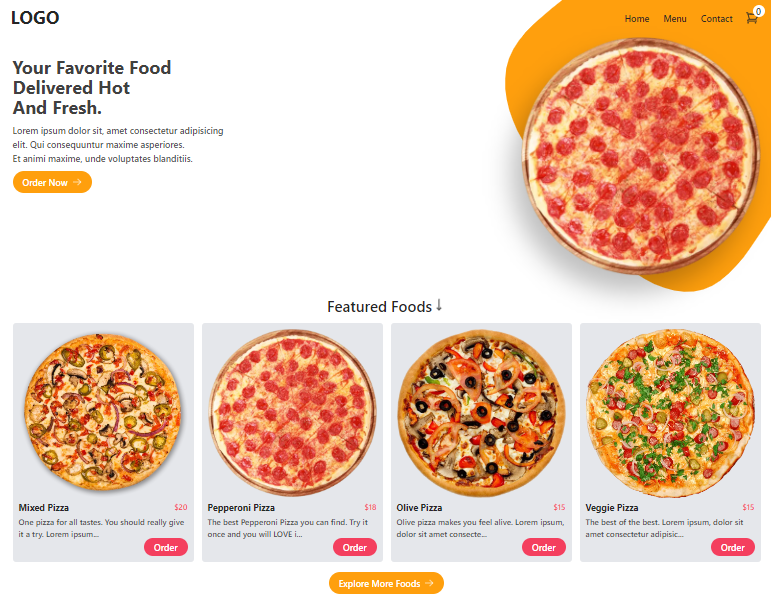 LOGO
Home Menu Contact 0
Your Favorite Food
Delivered Hot
And Fresh.
Lorem ipsum dolor sit, amet consectetur adipisicing
elit. Qui consequuntur maxime asperiores.
Et animi maxime, unde voluptates blanditiis.
Order Now →
Featured Foods ↓
Mixed Pizza $20
One pizza for all tastes. You should really give
it a try. Lorem ipsum...
Order
Pepperoni Pizza $18
The best Pepperoni Pizza you can find. Try it
once and you will LOVE i...
Order
Olive Pizza $15
Olive pizza makes you feel alive. Lorem ipsum,
dolor sit amet consecte...
Order
Veggie Pizza $15
The best of the best. Lorem ipsum, dolor sit
amet consectetur adipisic...
Order
Explore More Foods →